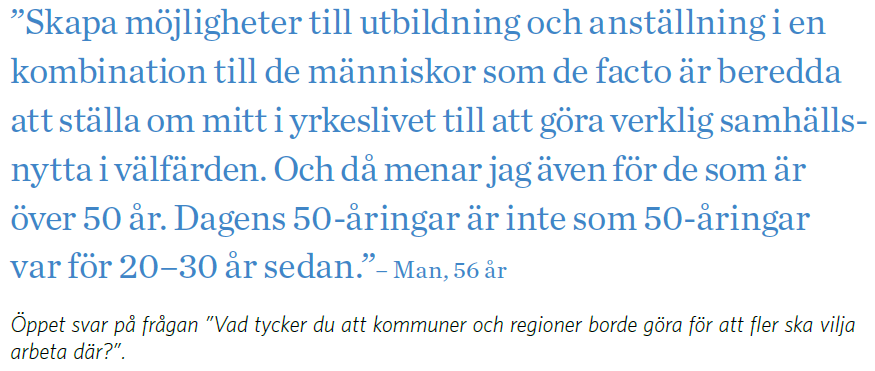 ”Skapa möjligheter till utbildning och anställning i en
kombination till de människor som de facto är beredda
att ställa om mitt i yrkeslivet till att göra verklig samhälls-
nytta i välfärden. Och då menar jag även för de som är
över 50 år. Dagens 50-åringar är inte som 50-åringar
var för 20–30 år sedan.” – Man, 56 år
Öppet svar på frågan ”Vad tycker du att kommuner och regioner borde göra för att fler ska vilja
arbeta där?”.